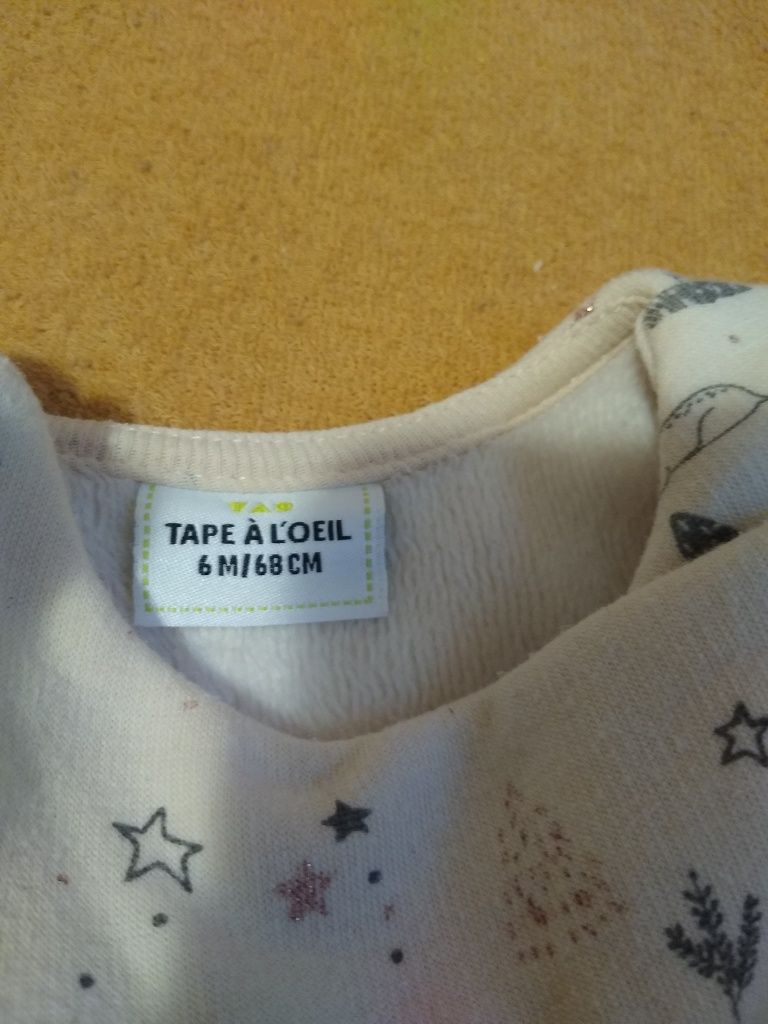 TAO
TAPE À L'OEIL
6 M/68 CM